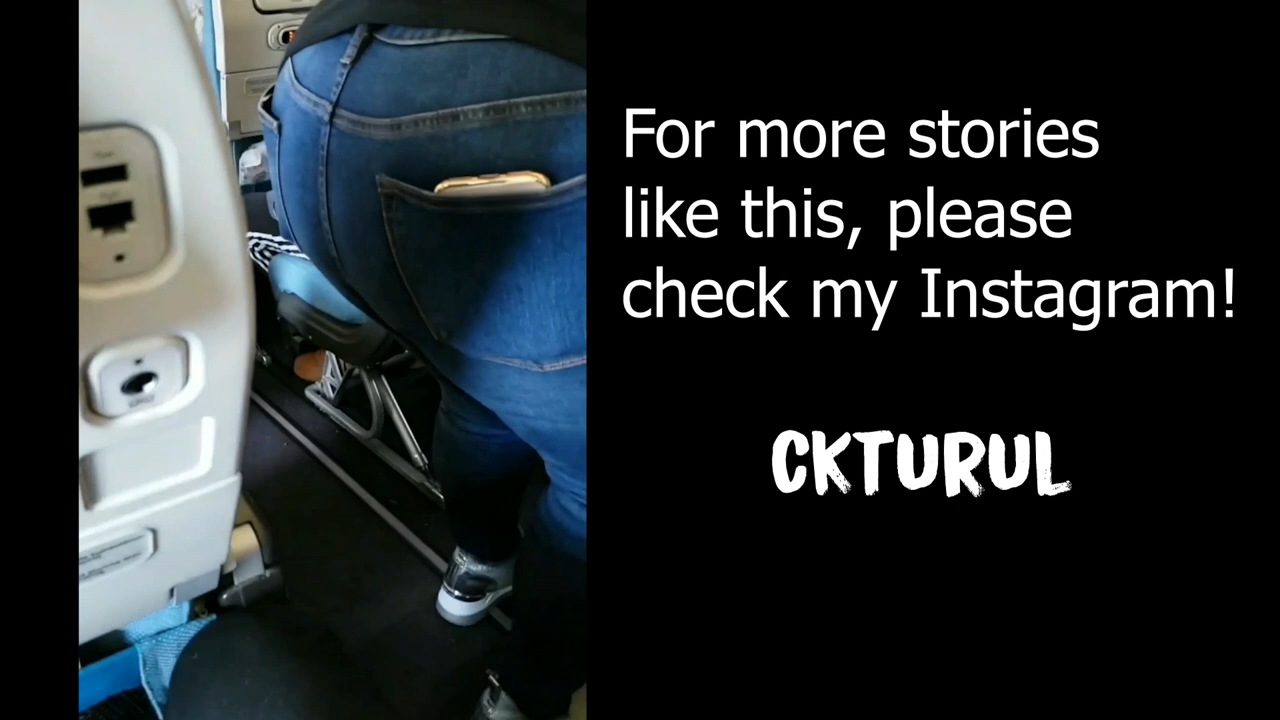 For more stories
like this, please
check my Instagram!
CKTURUL